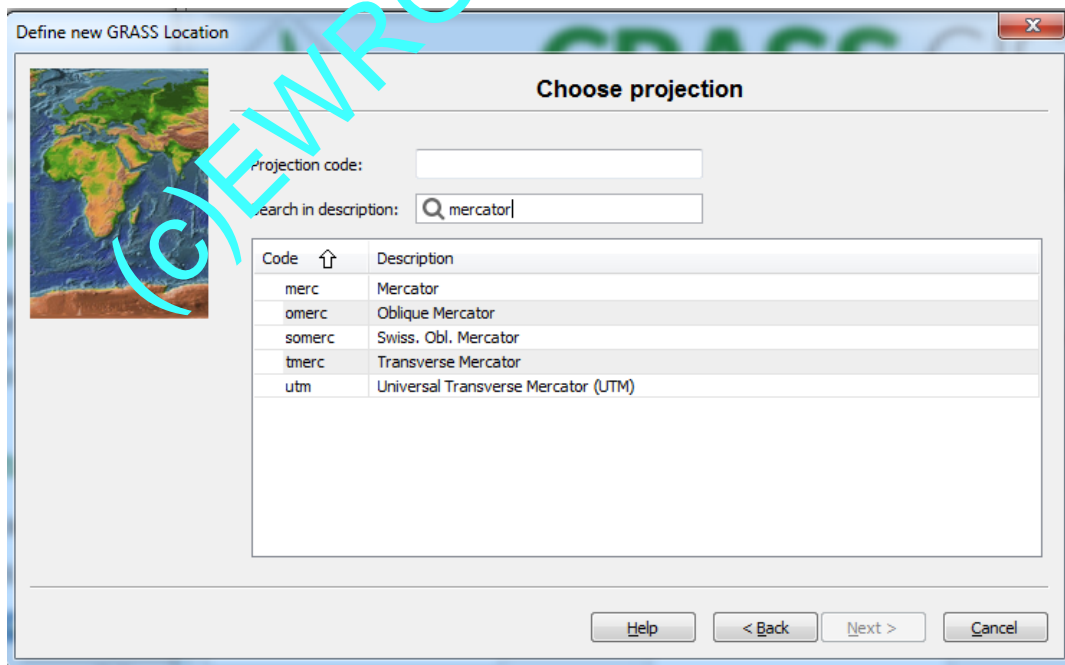 Define new GRASS Location
Choose projection
Projection code:
Search in description: mercator
Code Description
merc Mercator
omerc Oblique Mercator
somerc Swiss. Obl. Mercator
tmerc Transverse Mercator
utm Universal Transverse Mercator (UTM)
Help < Back Next > Cancel